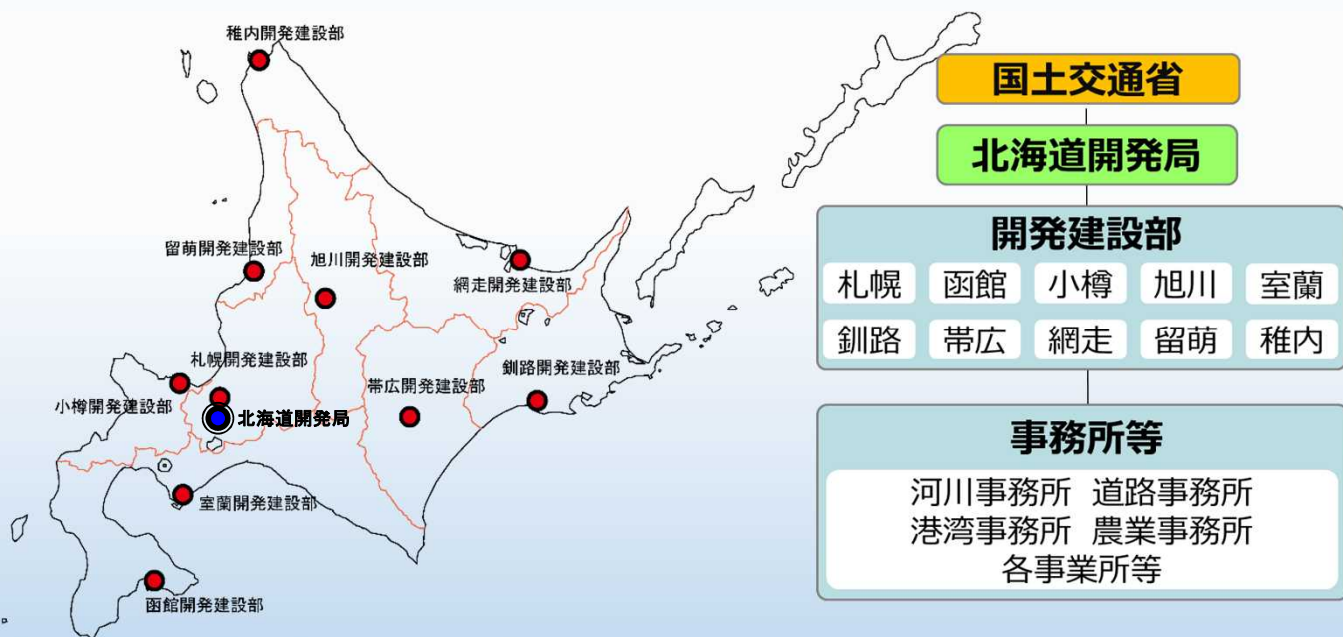 稚内開発建設部
留萌開発建設部
旭川開発建設部
網走開発建設部
札幌開発建設部
小樽開発建設部
北海道開発局
帯広開発建設部
釧路開発建設部
室蘭開発建設部
函館開発建設部
国土交通省
北海道開発局
開発建設部
札幌 函館 小樽 旭川 室蘭
釧路 帯広 網走 留萌 稚内
事務所等
河川事務所 道路事務所
港湾事務所 農業事務所
各事業所等